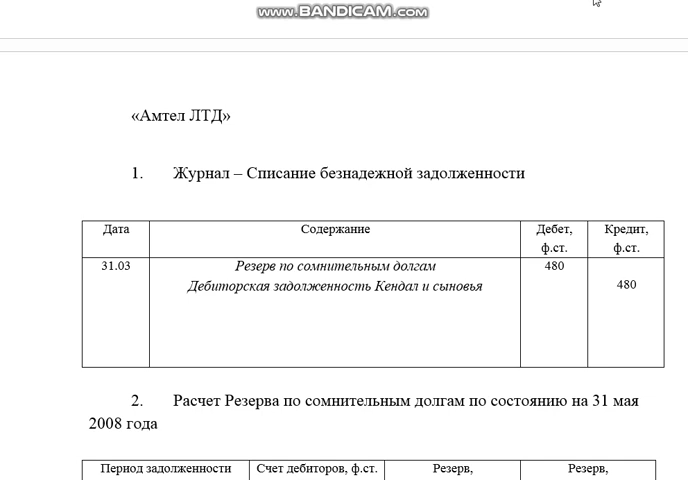 www.BANDICAM.com
«Амтел ЛТД»
1. Журнал – Списание безнадежной задолженности
Дата Содержание Дебет, ф.ст. Кредит, ф.ст.
31.03 Резерв по сомнительным долгам 480
Дебиторская задолженность Кендал и сыновья 480
2. Расчет Резерва по сомнительным долгам по состоянию на 31 мая
2008 года
Период задолженности Счет дебиторов, ф.ст. Резерв, Резерв,